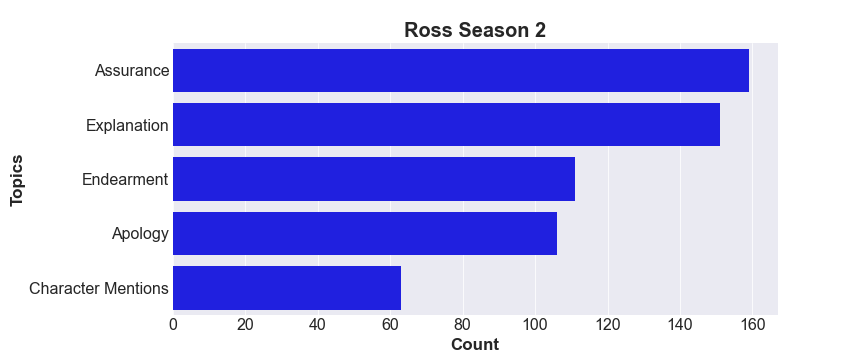 Ross Season 2
Topics
Assurance
Explanation
Endearment
Apology
Character Mentions
0 20 40 60 80 100 120 140 160
Count